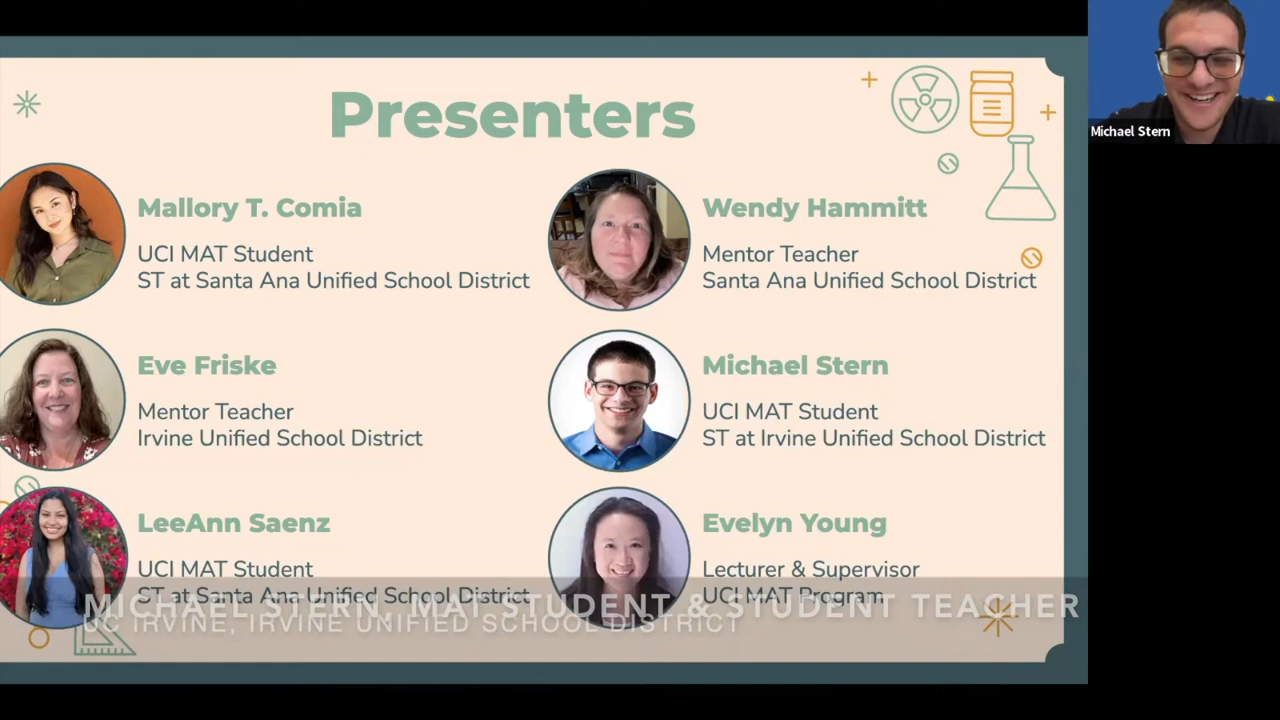 Presenters
Mallory T. Comia
UCI MAT Student
ST at Santa Ana Unified School District
Wendy Hammitt
Mentor Teacher
Santa Ana Unified School District
Eve Friske
Mentor Teacher
Irvine Unified School District
Michael Stern
UCI MAT Student
ST at Irvine Unified School District
LeeAnn Saenz
UCI MAT Student
ST at Santa Ana Unified School District
Evelyn Young
Lecturer & Supervisor
UCI MAT Program
MICHAEL STERN, MAT STUDENT & STUDENT TEACHER
UC IRVINE, IRVINE UNIFIED SCHOOL DISTRICT
Michael Stern